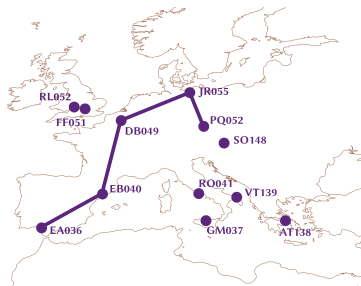 JR055
RL052
FF051
DB049
PQ052
SO148
EB040
RO041
VT139
EA036
GM037
AT138